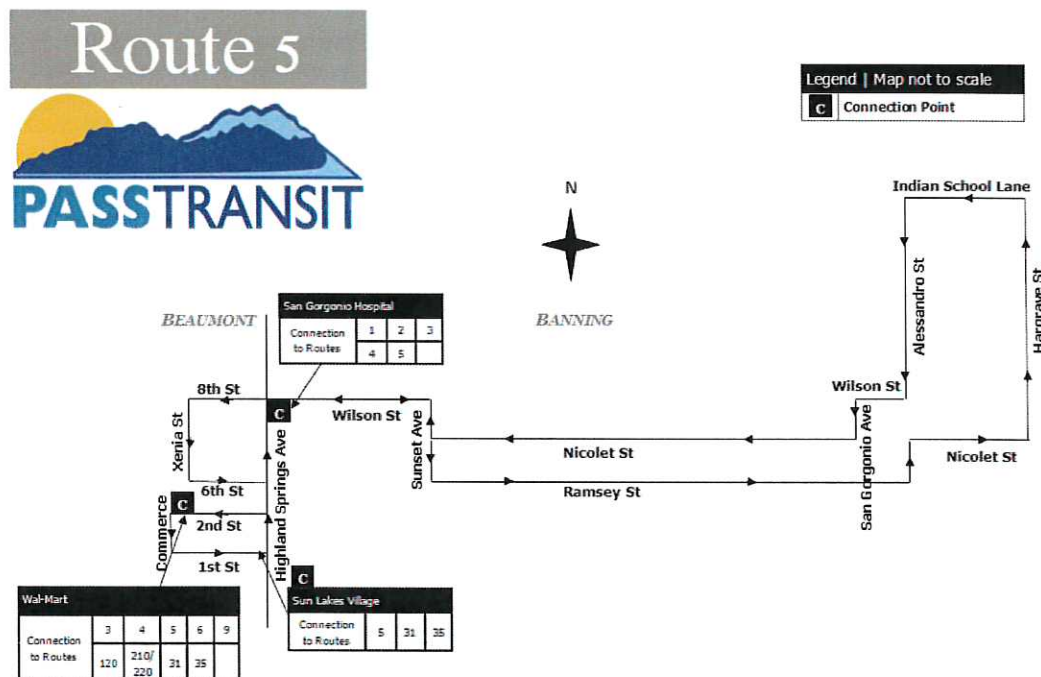 Route 5
PASSTRANSIT
Legend | Map not to scale
C Connection Point
N
Indian School Lane
Alessandro St
Hargrave St
BEAUMONT
BANNING
San Gorgonio Hospital
Connection to Routes
1 2 3
4 5
8th St
C
Wilson St
Wilson St
Xenia St
Highland Springs Ave
Sunset Ave
Nicolet St
San Gorgonio Ave
Nicolet St
6th St
Ramsey St
C
2nd St
Commerce
1st St
C
Wal-Mart
Connection to Routes
3 4 5 6 9
120 210/220 31 35
Sun Lakes Village
Connection to Routes
5 31 35